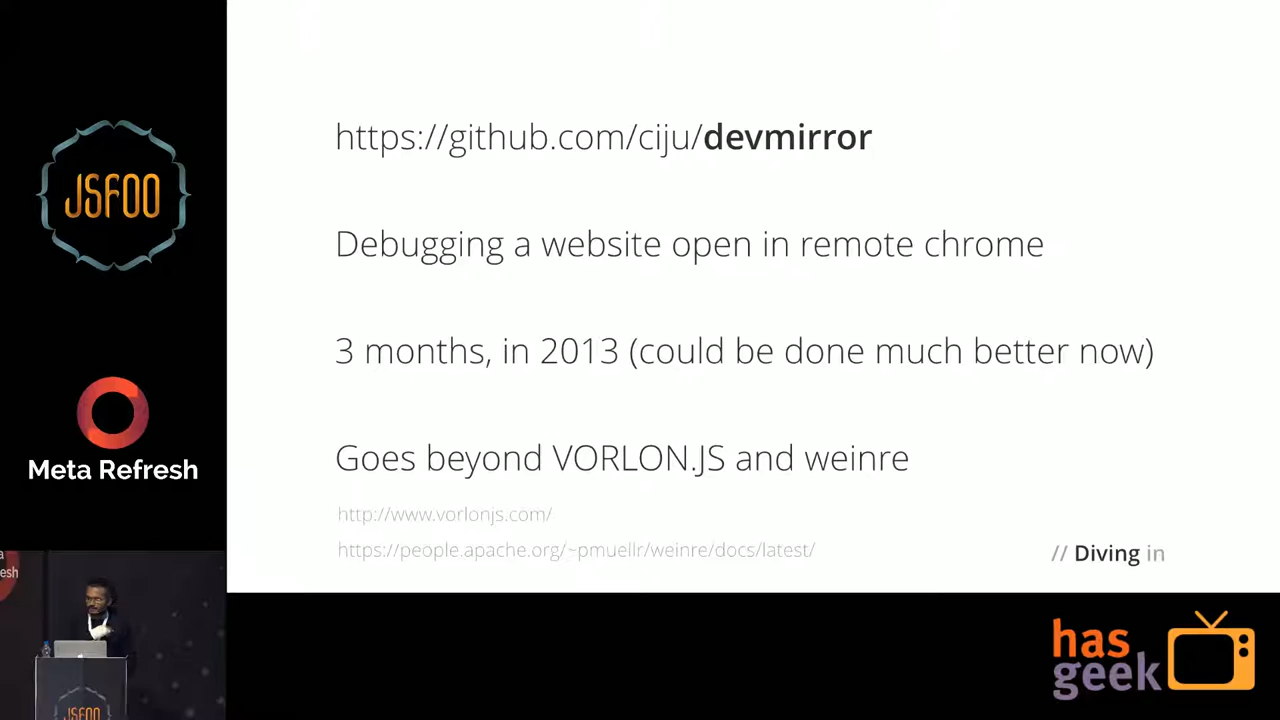 https://github.com/ciju/devmirror
JSFOO
Debugging a website open in remote chrome
3 months, in 2013 (could be done much better now)
Meta Refresh
Goes beyond VORLON.JS and weinre
http://www.vorlonjs.com/
https://people.apache.org/~pmuellr/weinre/docs/latest/
// Diving in
a
esh
has
geek
JSFOO